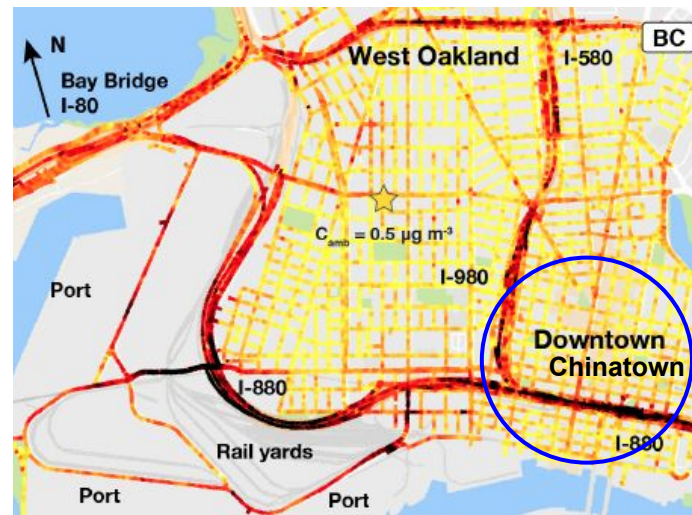 N
BC
West Oakland
I-580
Bay Bridge
I-80
C_amb = 0.5 µg m⁻³
Port
I-980
Downtown
Chinatown
I-880
I-880
Rail yards
Port
Port